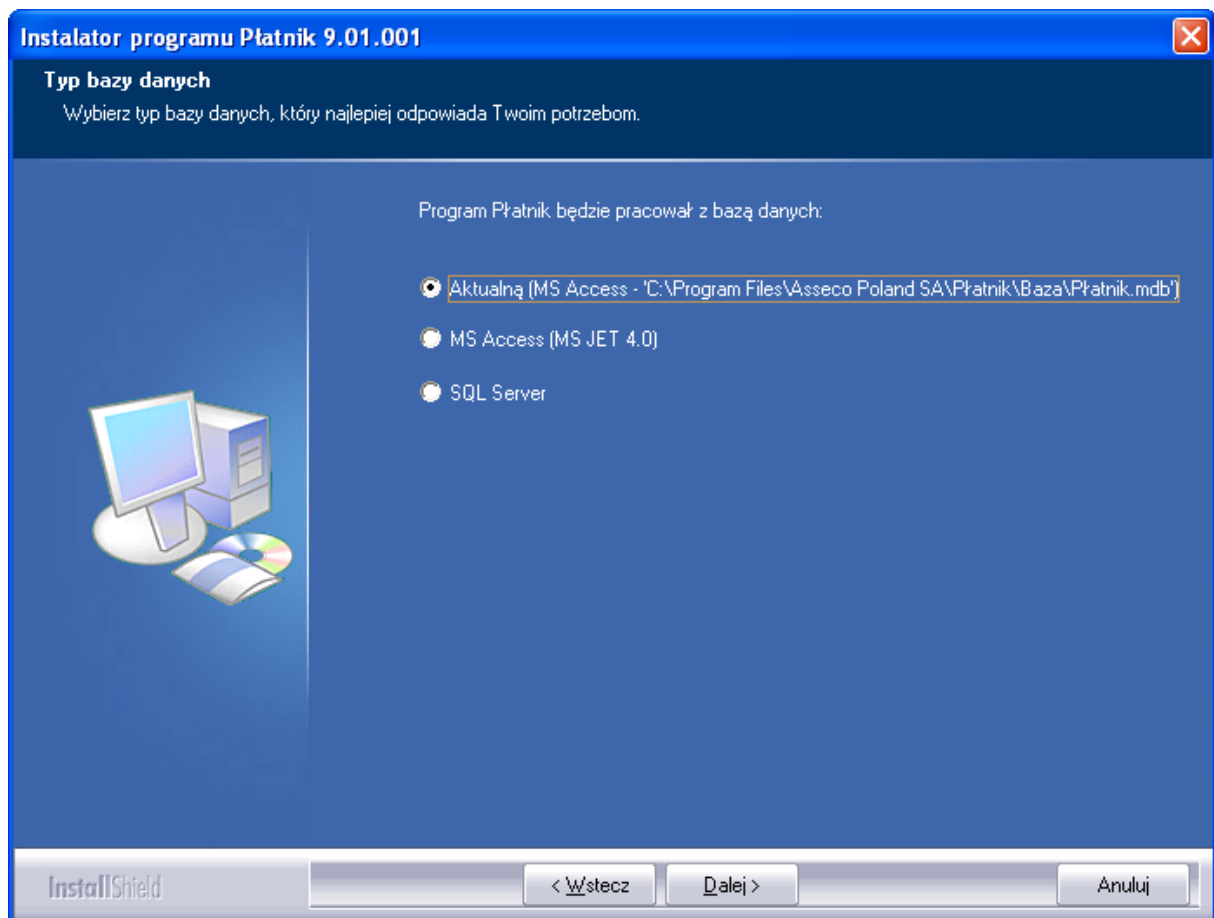 Instalator programu Płatnik 9.01.001
Typ bazy danych
Wybierz typ bazy danych, który najlepiej odpowiada Twoim potrzebom.
Program Płatnik będzie pracował z bazą danych:
Aktualną (MS Access - 'C:\Program Files\Asseco Poland SA\Płatnik\Baza\Płatnik.mdb')
MS Access (MS JET 4.0)
SQL Server
InstallShield
< Wstecz
Dalej >
Anuluj